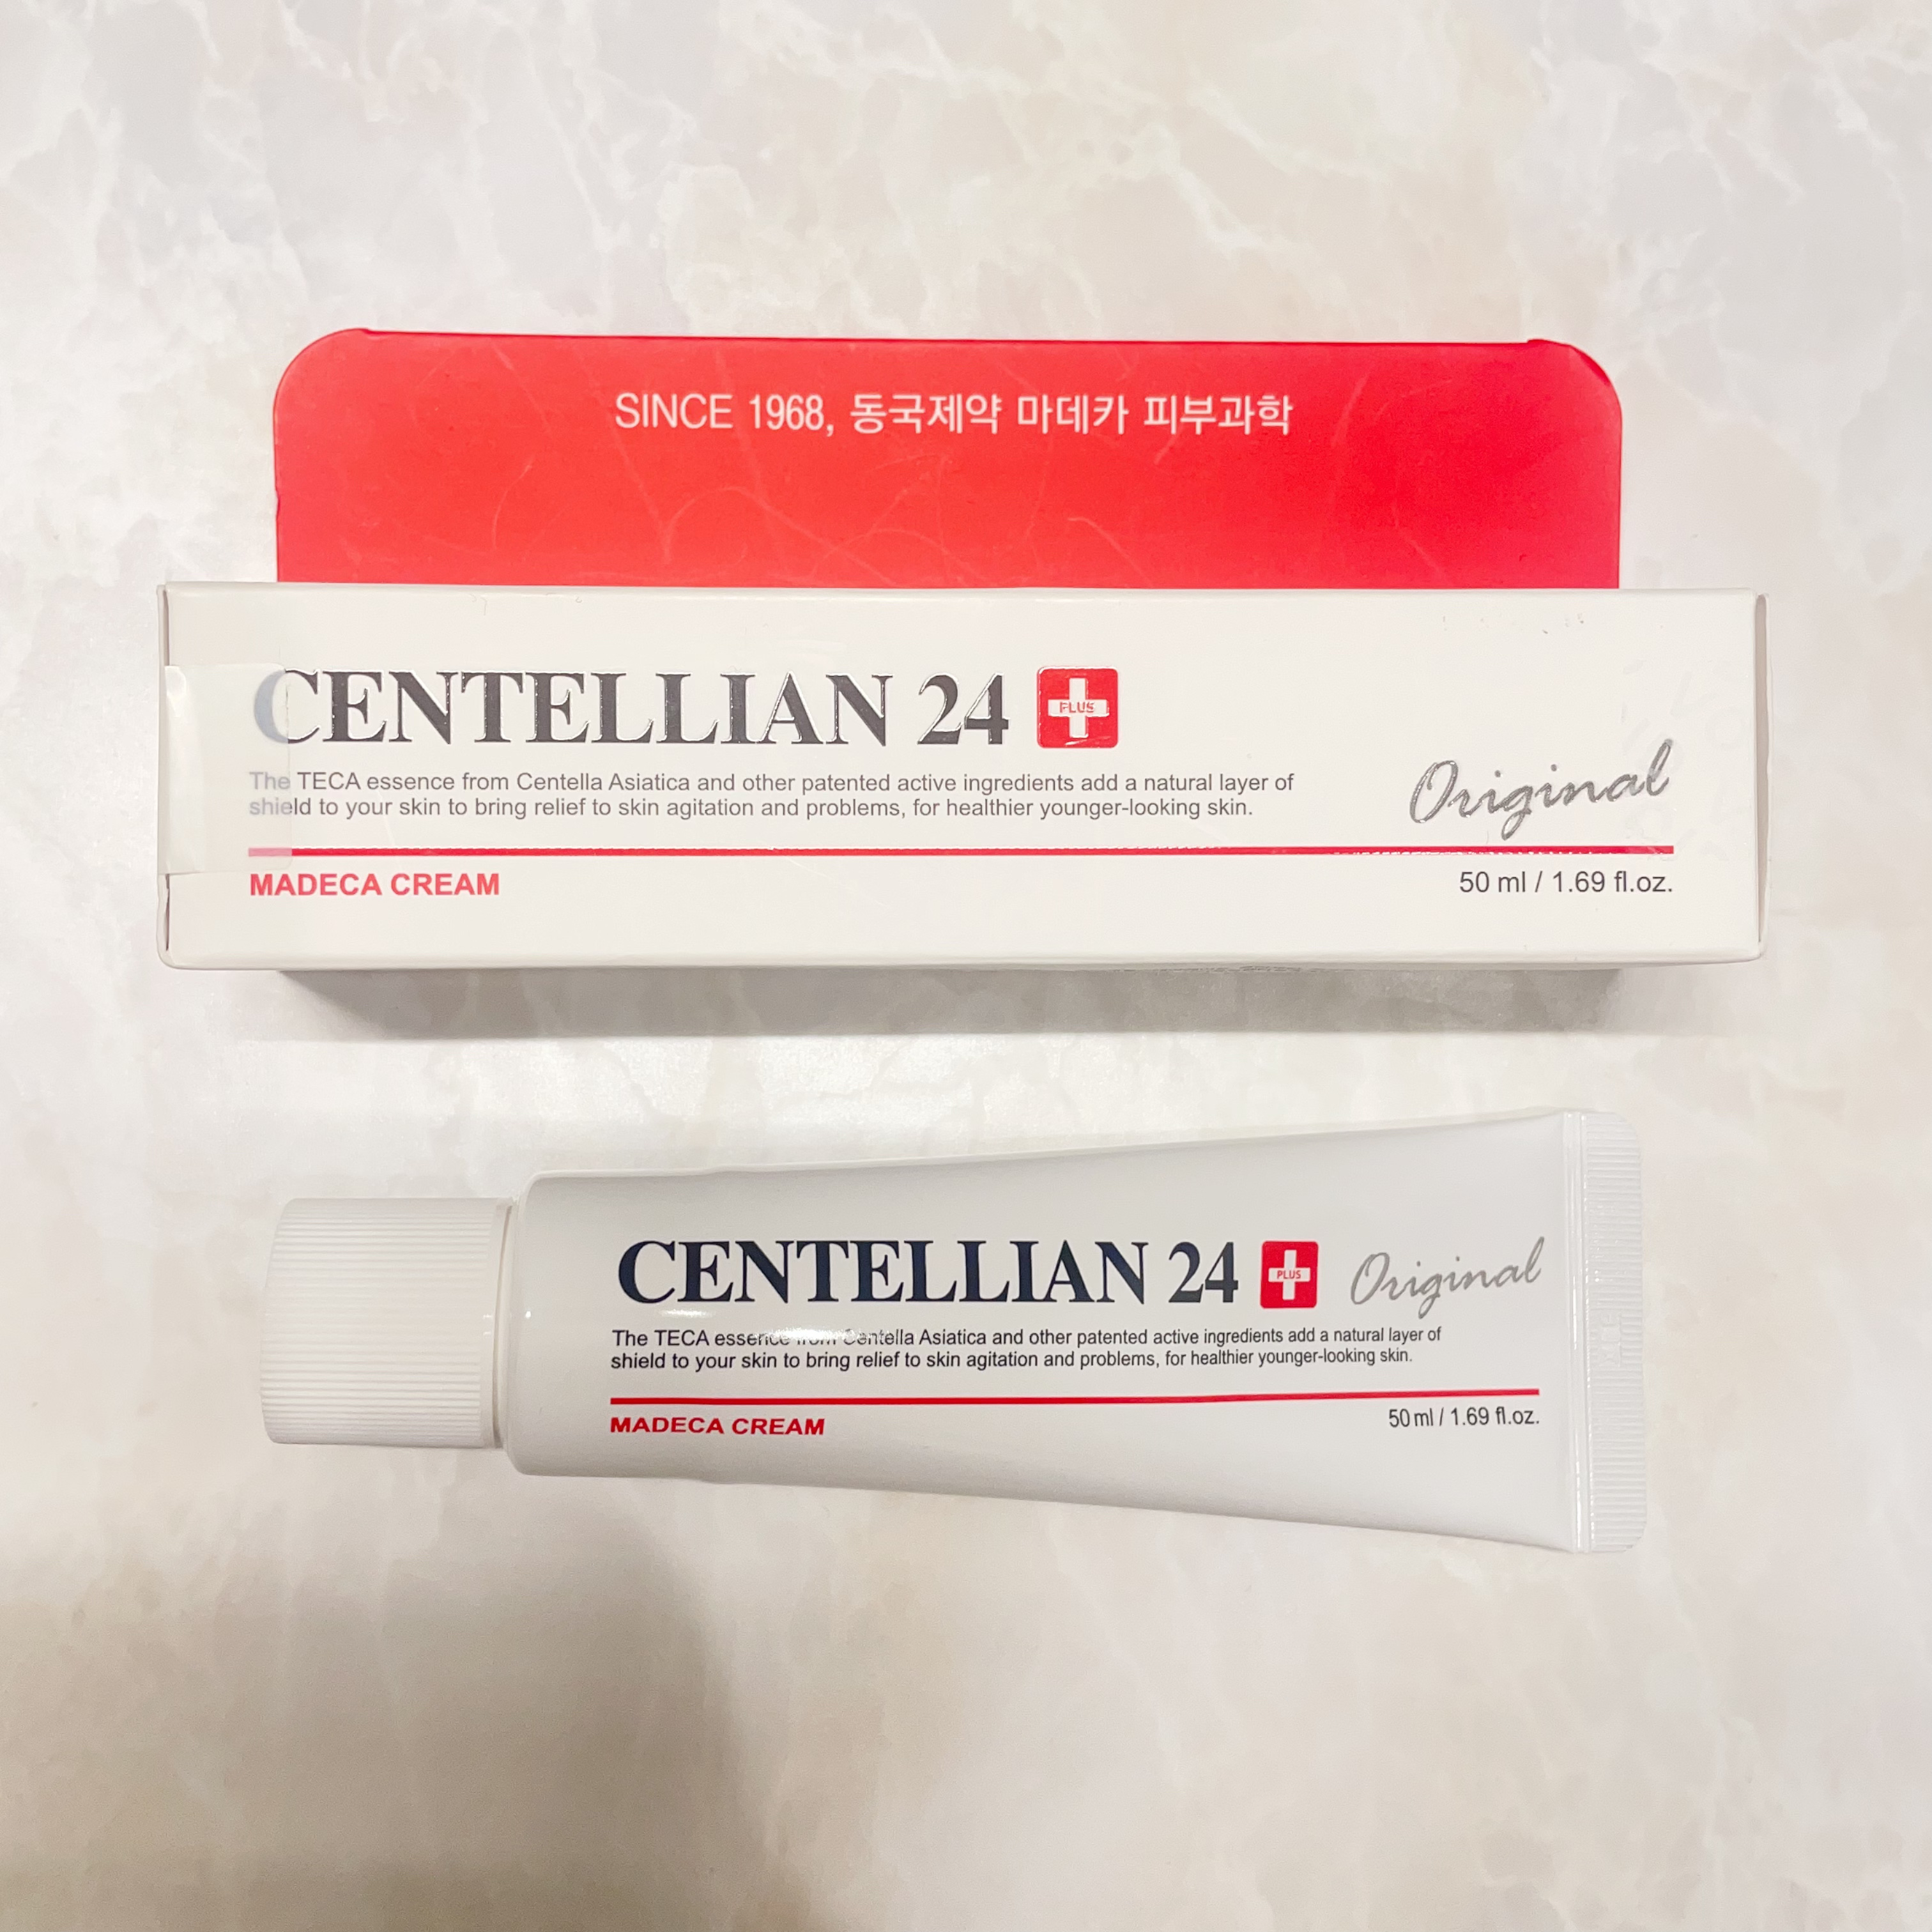 SINCE 1968, 동국제약 마데카 피부과학
CENTELLIAN 24 PLUS
The TECA essence from Centella Asiatica and other patented active ingredients add a natural layer of
shield to your skin to bring relief to skin agitation and problems, for healthier younger-looking skin.
Original
MADECA CREAM
50 ml / 1.69 fl.oz.
CENTELLIAN 24 PLUS Original
The TECA essence from Centella Asiatica and other patented active ingredients add a natural layer of
shield to your skin to bring relief to skin agitation and problems, for healthier younger-looking skin.
MADECA CREAM
50 ml / 1.69 fl.oz.